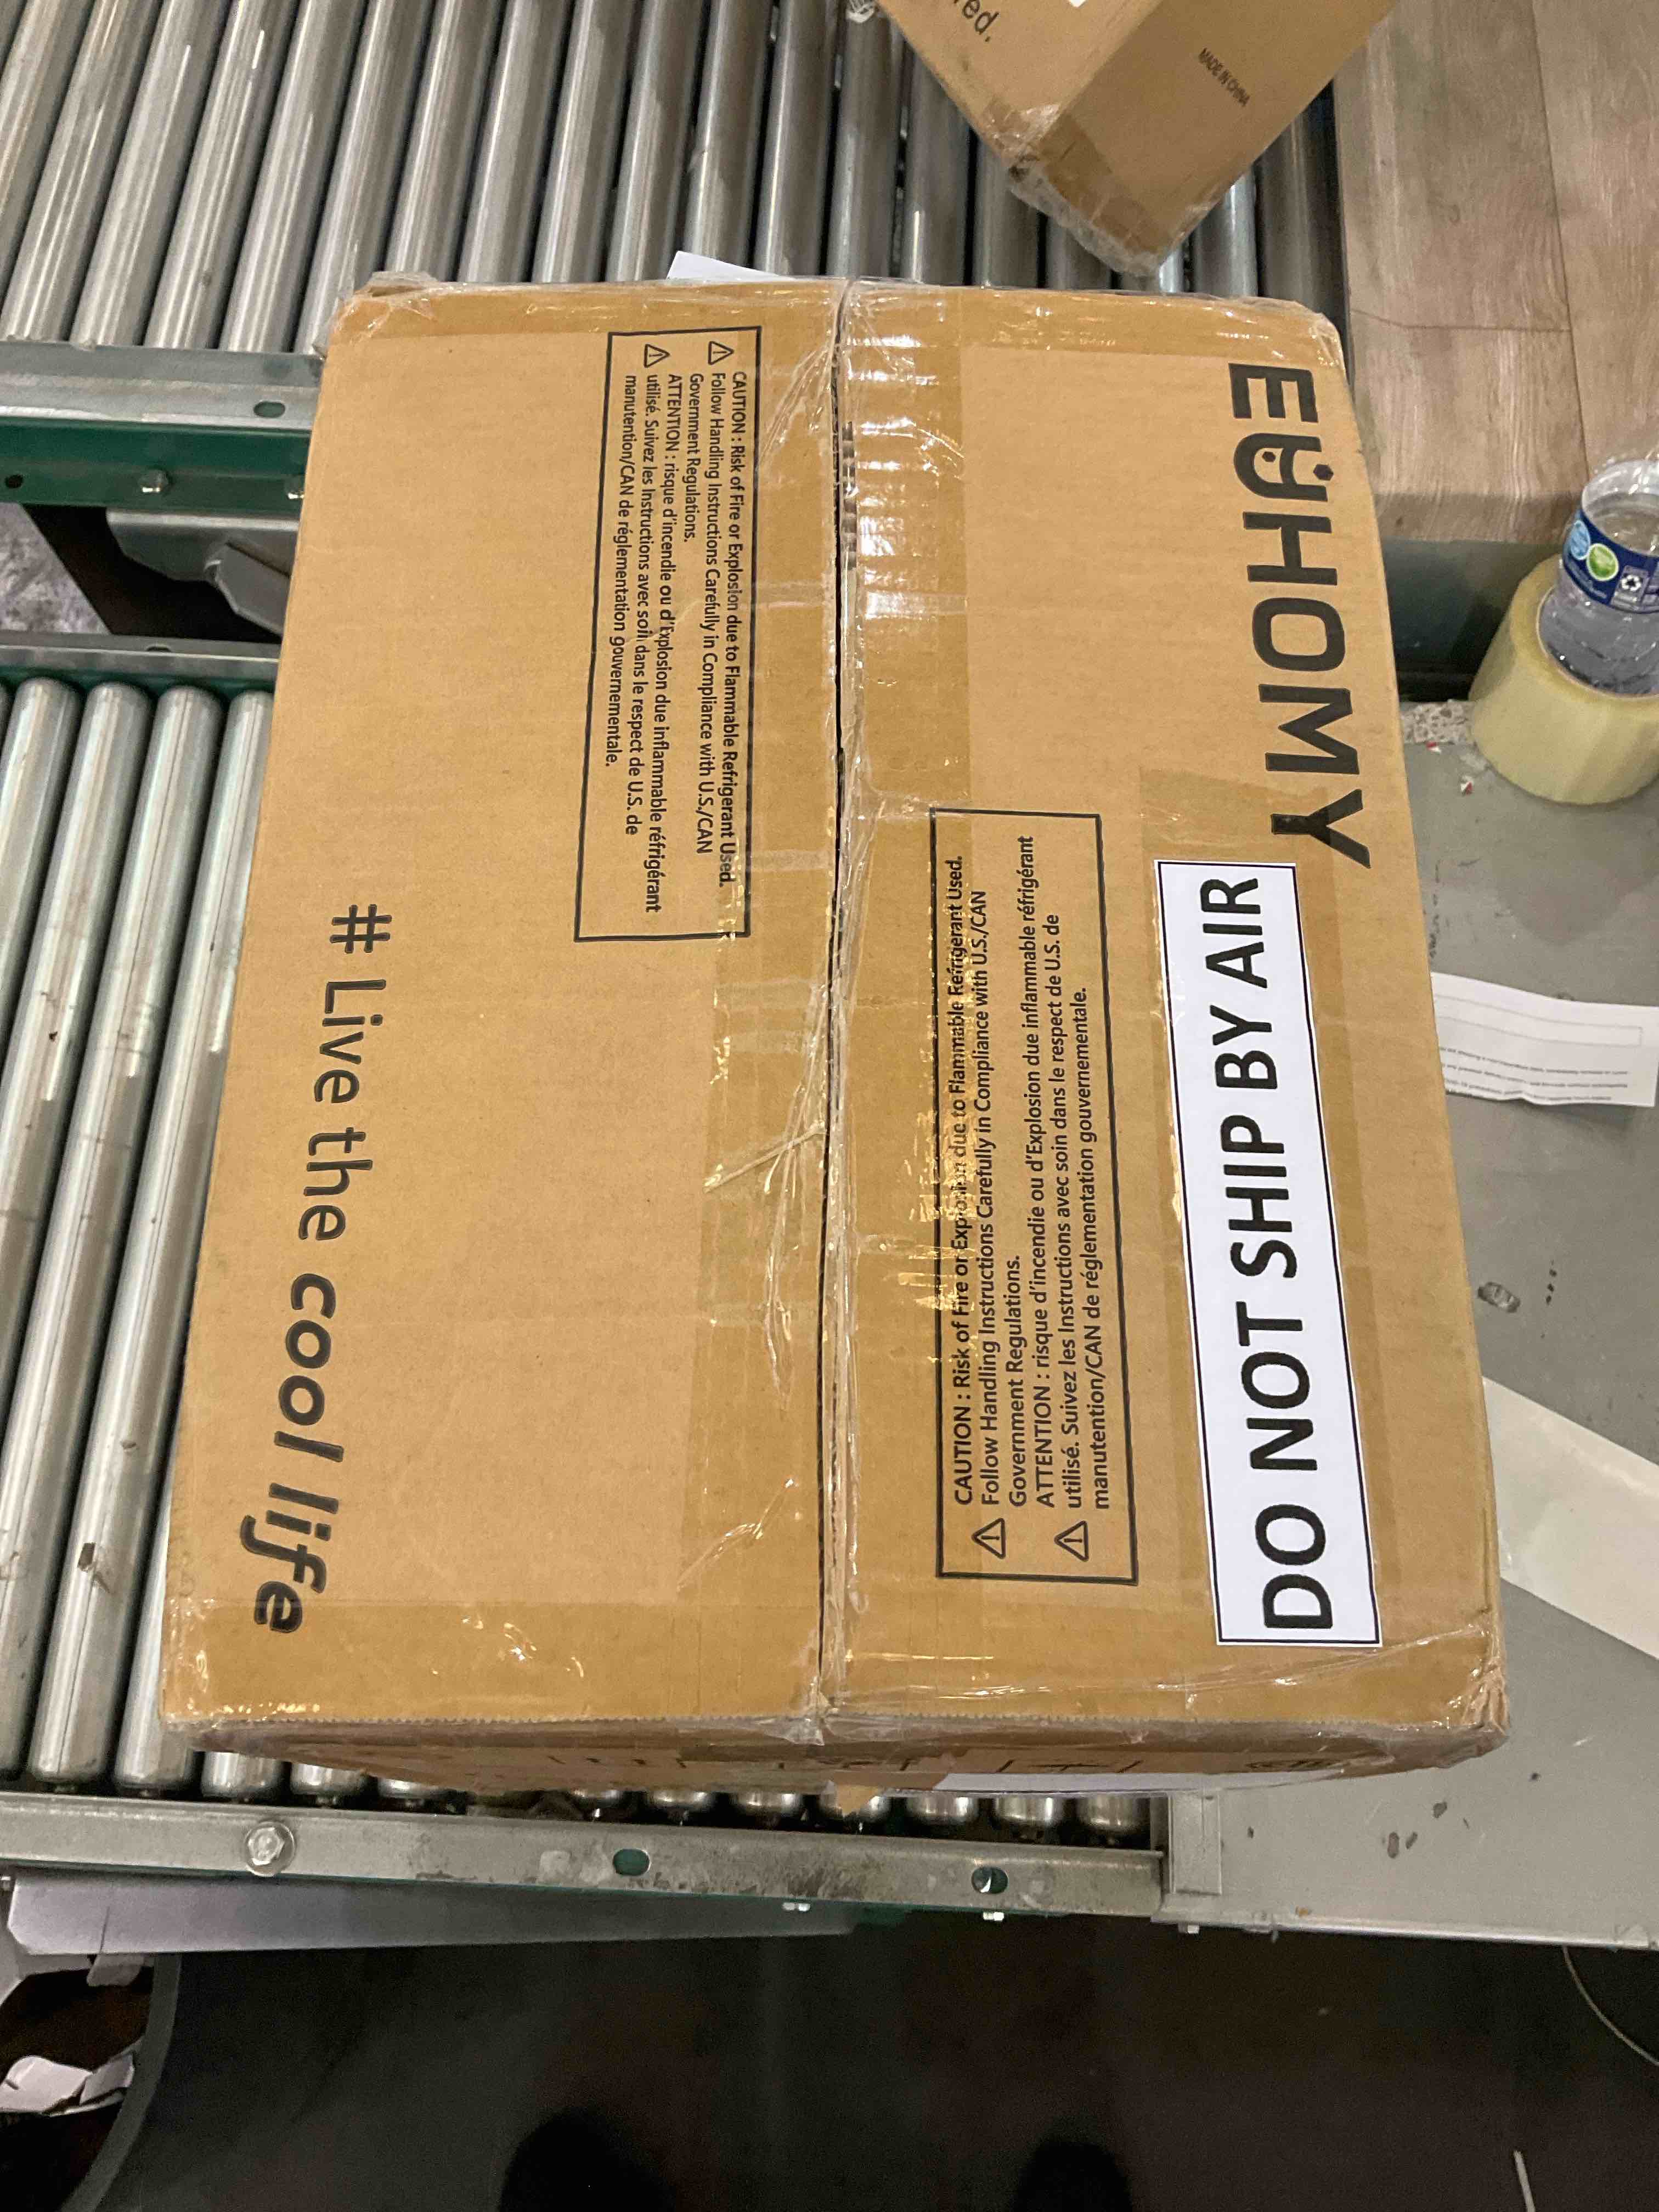 red.
MADE IN CHINA
EUHOMY
DO NOT SHIP BY AIR
CAUTION : Risk of Fire or Explosion due to Flammable Refrigerant Used.
Follow Handling Instructions Carefully in Compliance with U.S./CAN
Government Regulations.
ATTENTION : risque d'incendie ou d'Explosion due inflammable réfrigérant
utilisé. Suivez les Instructions avec soin dans le respect de U.S. de
manutention/CAN de réglementation gouvernementale.
CAUTION : Risk of Fire or Explosion due to Flammable Refrigerant Used.
Follow Handling Instructions Carefully in Compliance with U.S./CAN
Government Regulations.
ATTENTION : risque d'incendie ou d'Explosion due inflammable réfrigérant
utilisé. Suivez les Instructions avec soin dans le respect de U.S. de
manutention/CAN de réglementation gouvernementale.
# Live the cool life